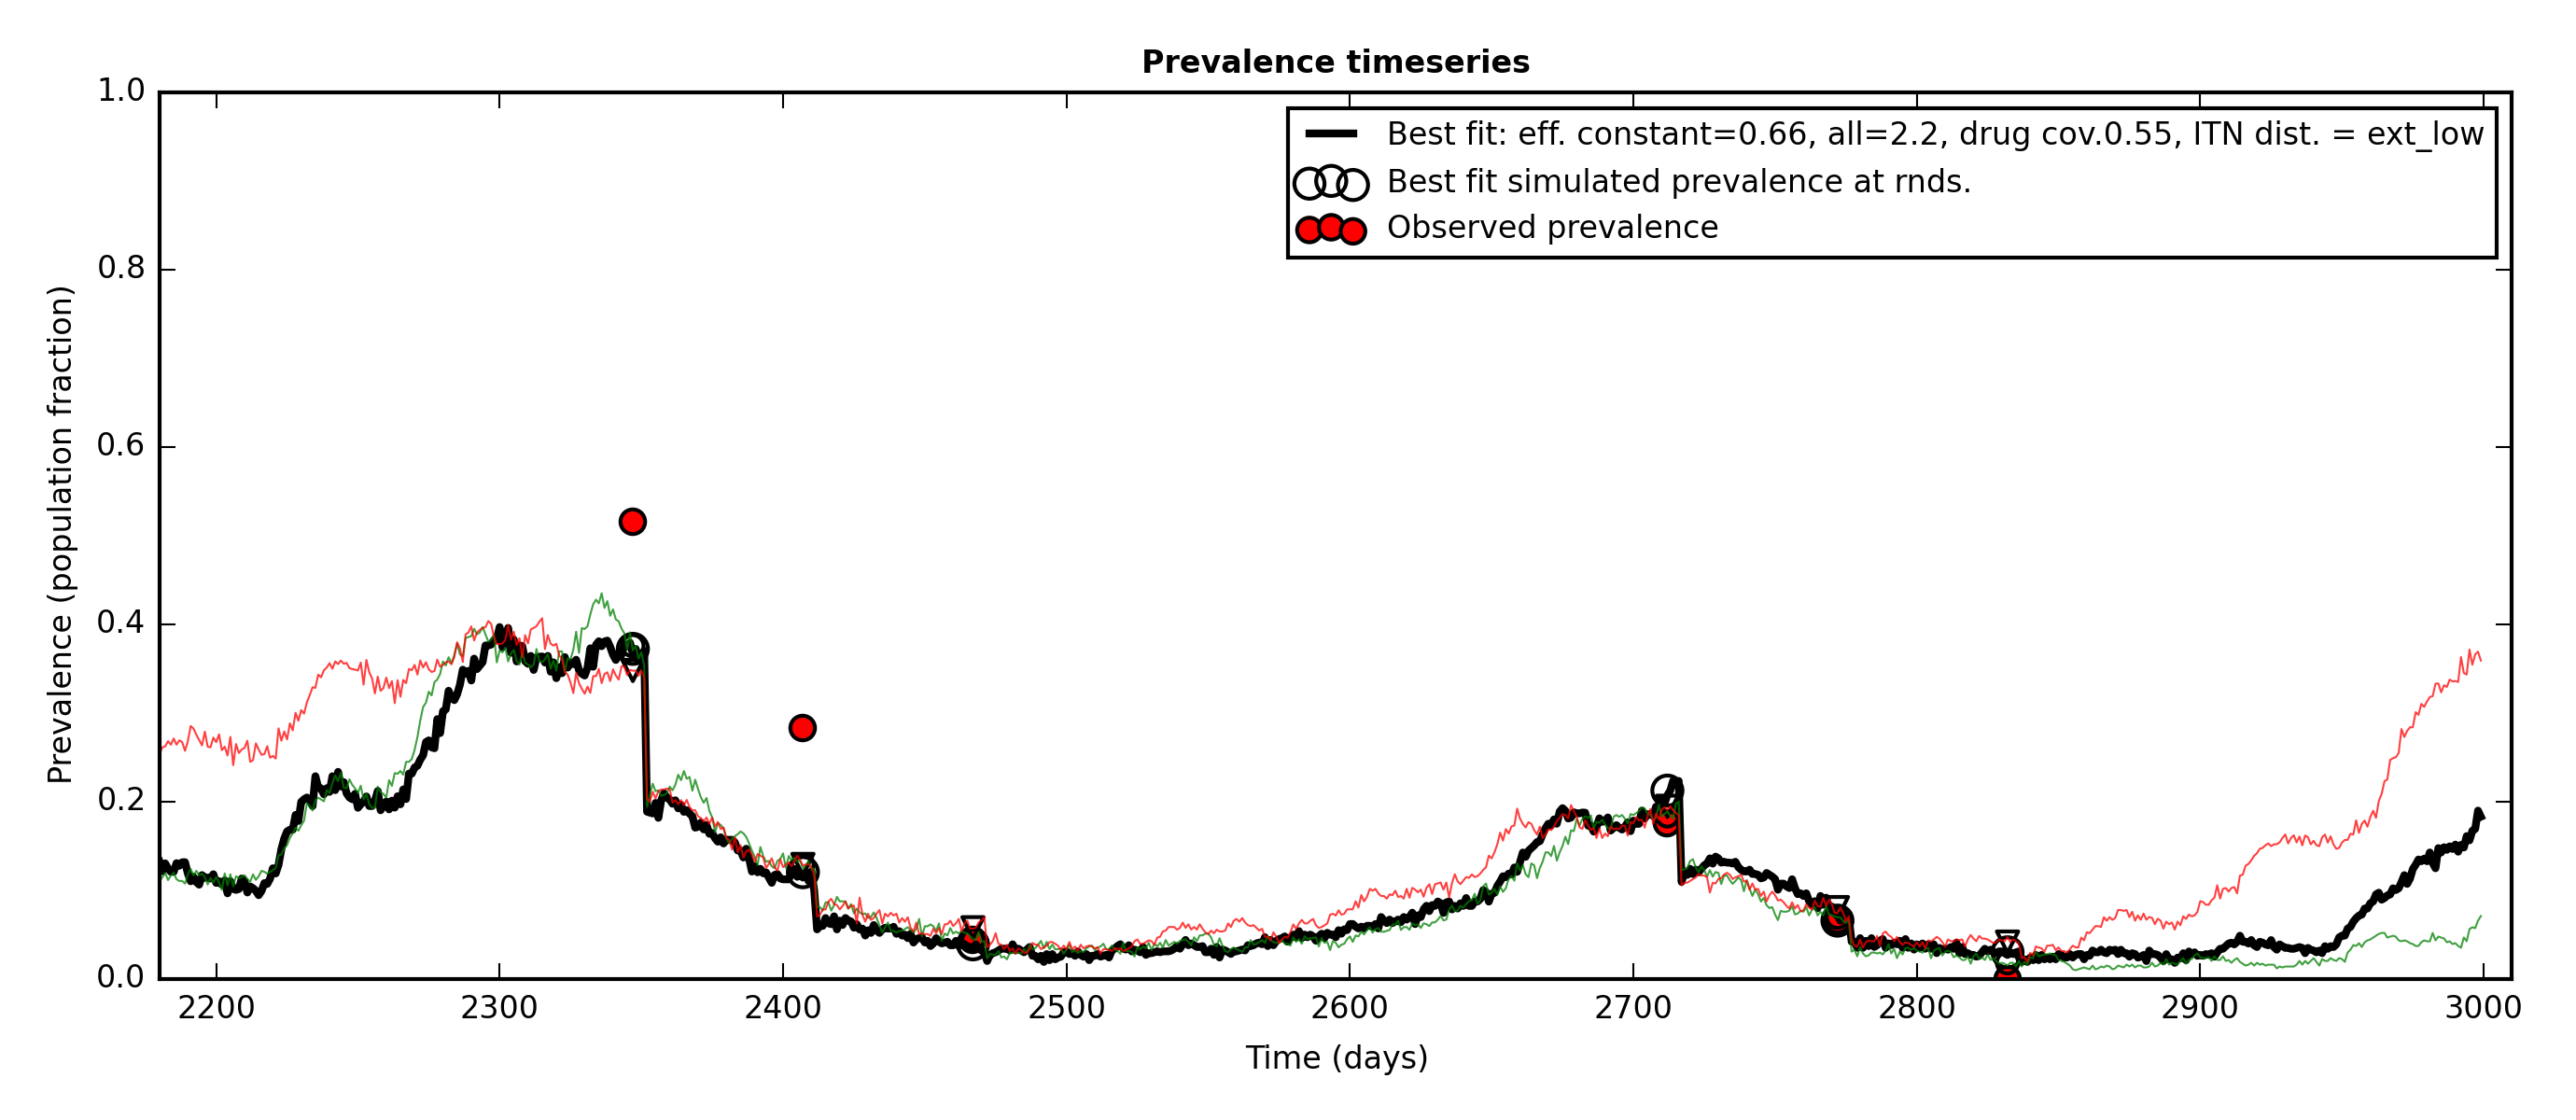 Prevalence timeseries
1.0
0.8
0.6
0.4
0.2
0.0
Prevalence (population fraction)
Best fit: eff. constant=0.66, all=2.2, drug cov.0.55, ITN dist. = ext_low
Best fit simulated prevalence at rnds.
Observed prevalence
2200 2300 2400 2500 2600 2700 2800 2900 3000
Time (days)